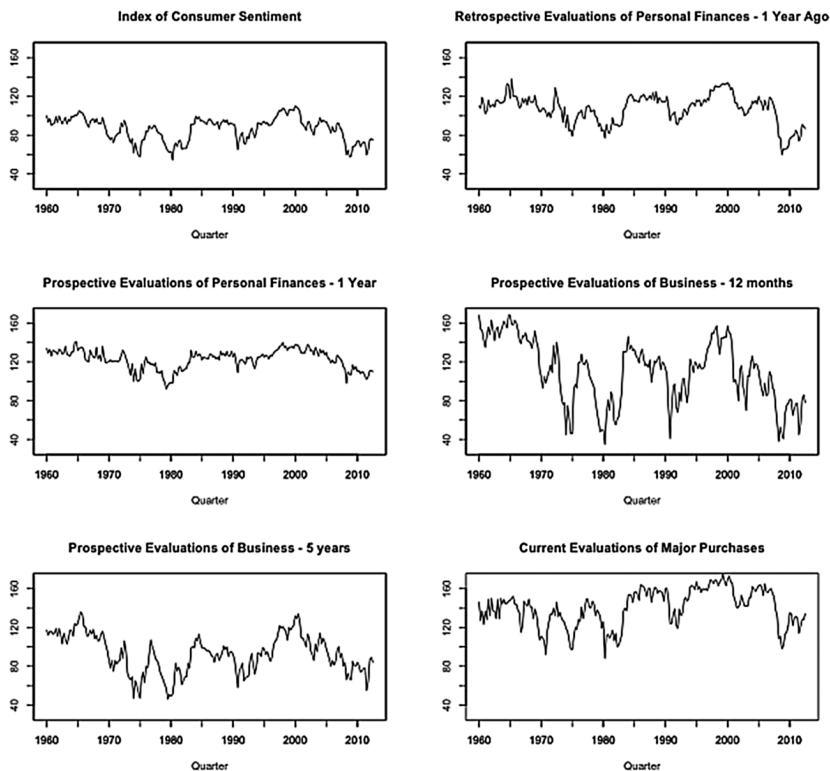 Index of Consumer Sentiment
160
120
80
40
1960 1970 1980 1990 2000 2010
Quarter
Retrospective Evaluations of Personal Finances - 1 Year Ago
160
120
80
40
1960 1970 1980 1990 2000 2010
Quarter
Prospective Evaluations of Personal Finances - 1 Year
160
120
80
40
1960 1970 1980 1990 2000 2010
Quarter
Prospective Evaluations of Business - 12 months
160
120
80
40
1960 1970 1980 1990 2000 2010
Quarter
Prospective Evaluations of Business - 5 years
160
120
80
40
1960 1970 1980 1990 2000 2010
Quarter
Current Evaluations of Major Purchases
160
120
80
40
1960 1970 1980 1990 2000 2010
Quarter